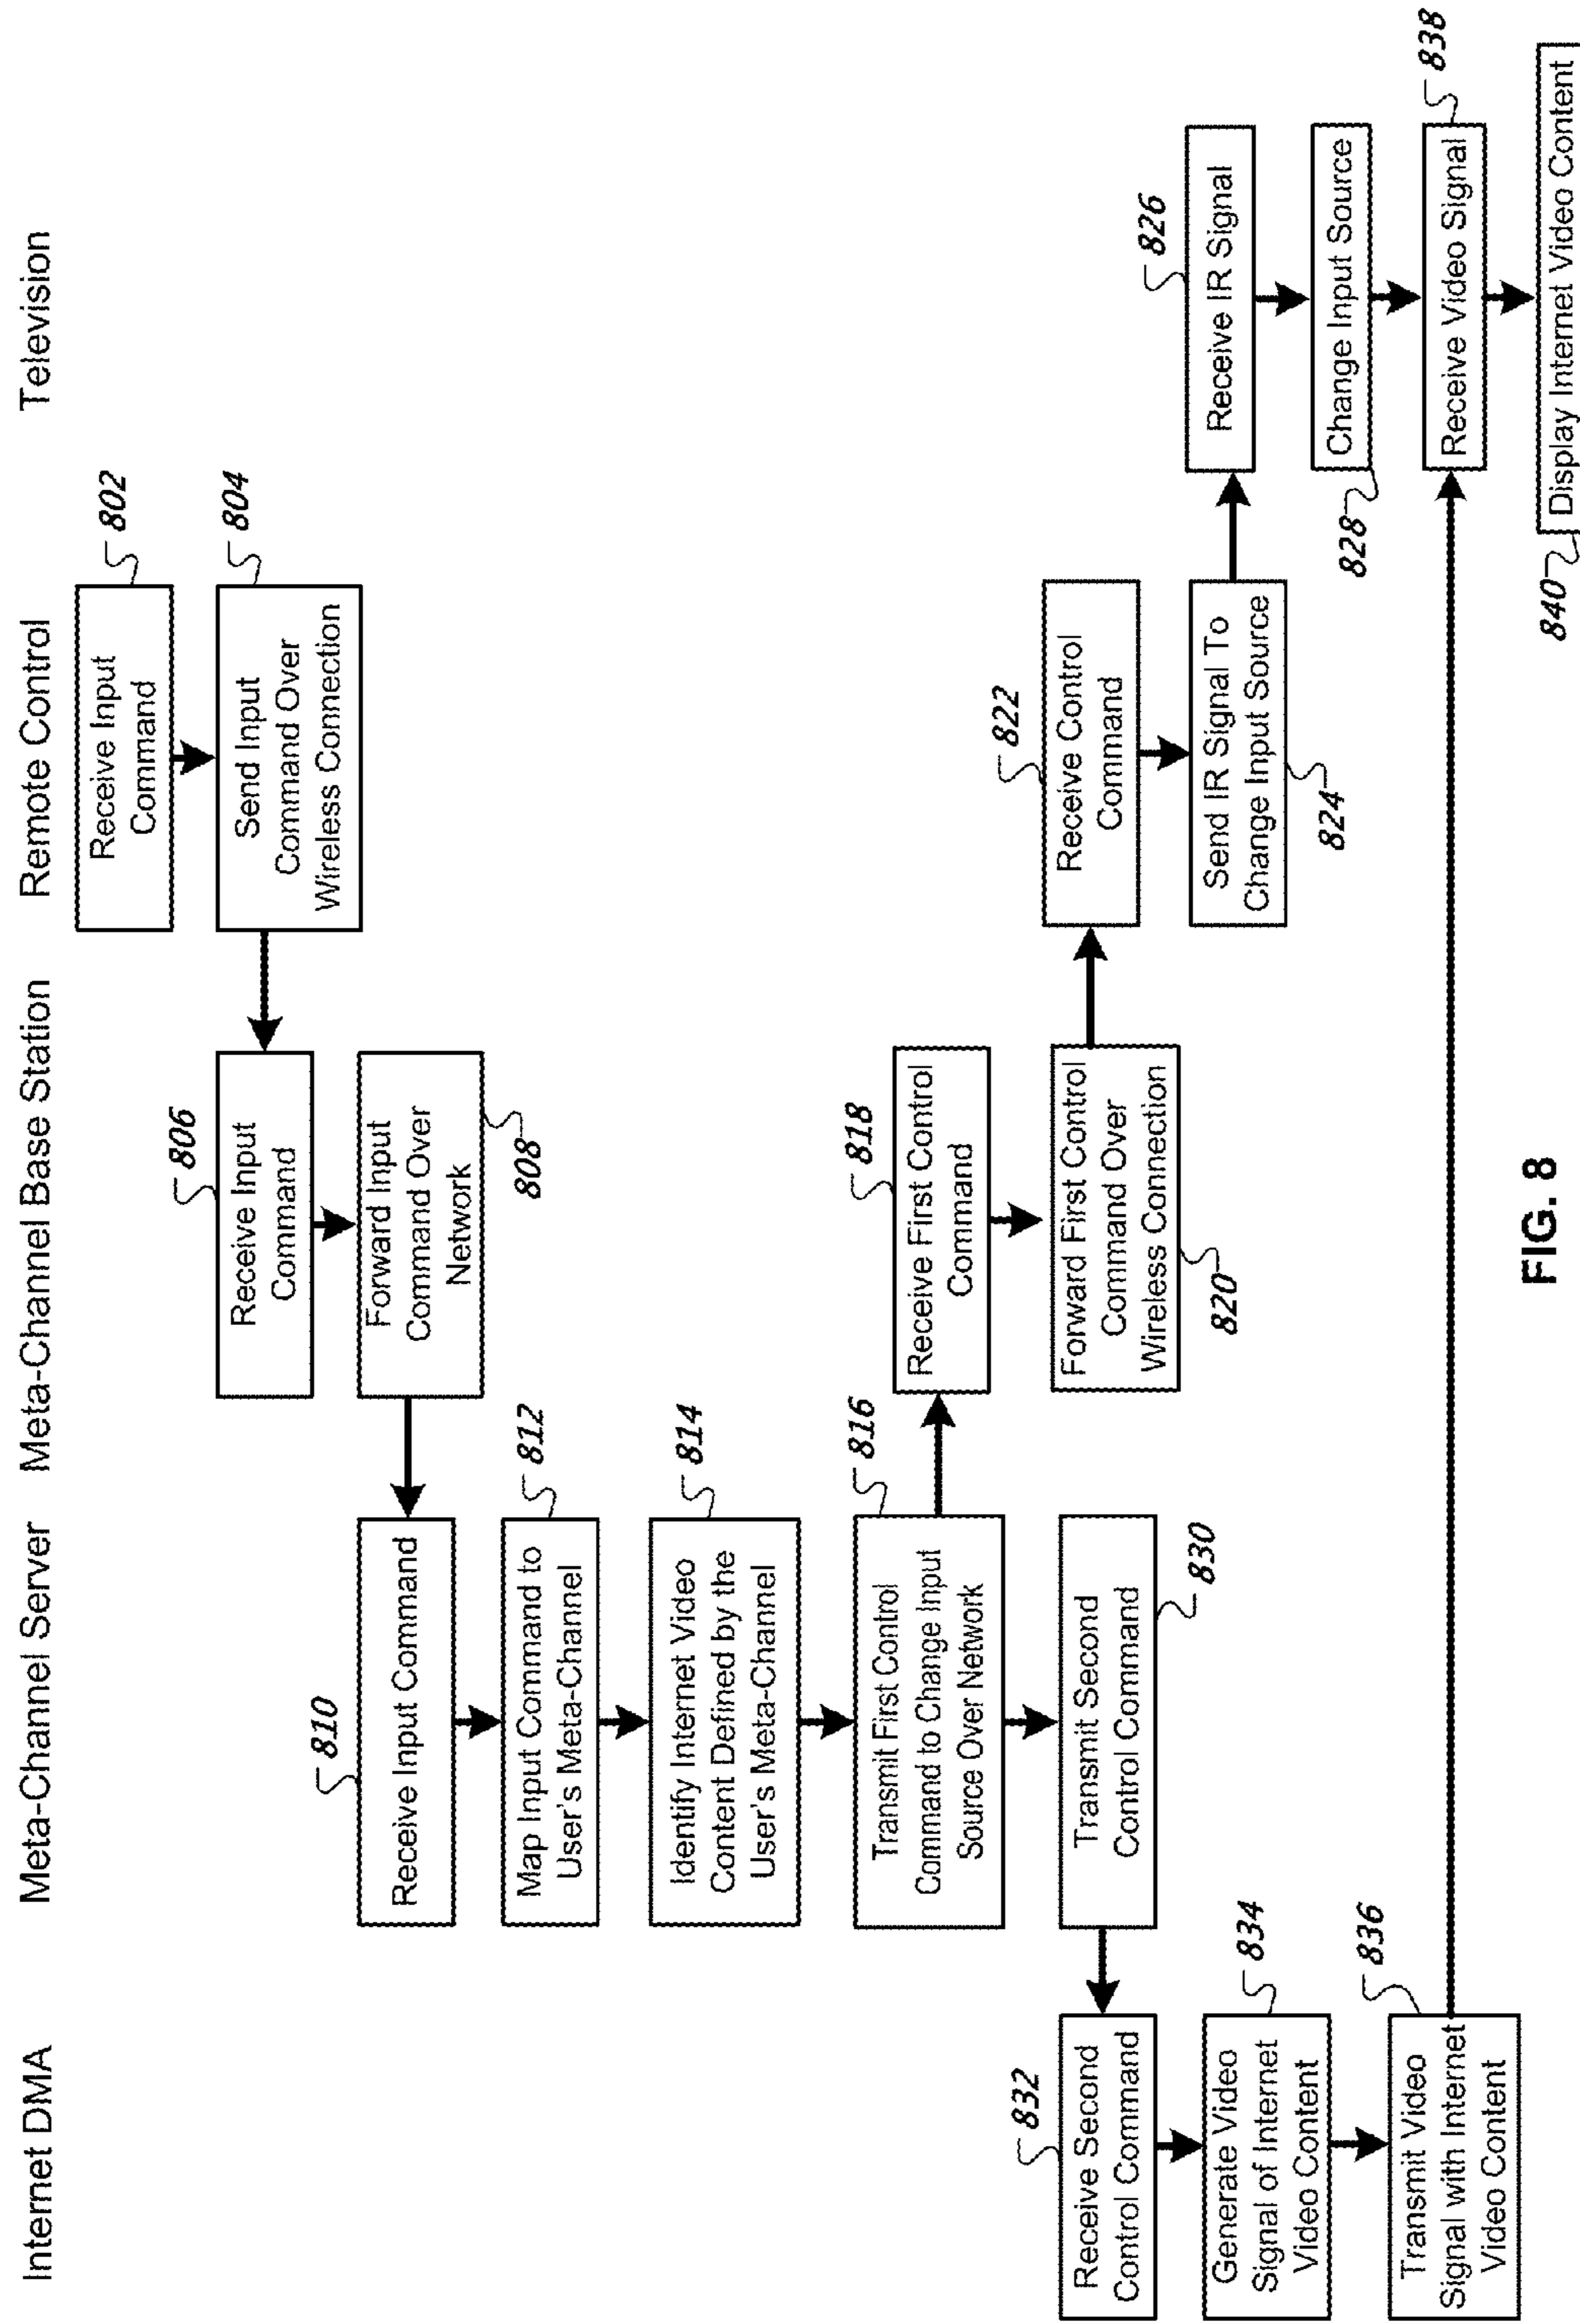 Internet DMA
Meta-Channel Server
Meta-Channel Base Station
Remote Control
Television
Receive Input
Command
802
Send Input
Command Over
Wireless Connection
804
806
Receive Input
Command
Forward Input
Command Over
Network
808
810
Receive Input Command
Map Input Command to
User's Meta-Channel
812
Identify Internet Video
Content Defined by the
User's Meta-Channel
814
Transmit First Control
Command to Change Input
Source Over Network
816
818
Receive First Control
Command
Forward First Control
Command Over
Wireless Connection
820
822
Receive Control
Command
Send IR Signal To
Change Input Source
824
826
Receive IR Signal
Change Input Source
828
Transmit Second
Control Command
830
832
Receive Second
Control Command
Generate Video
Signal of Internet
Video Content
834
Transmit Video
Signal with Internet
Video Content
836
Receive Video Signal
838
840
Display Internet Video Content
FIG. 8